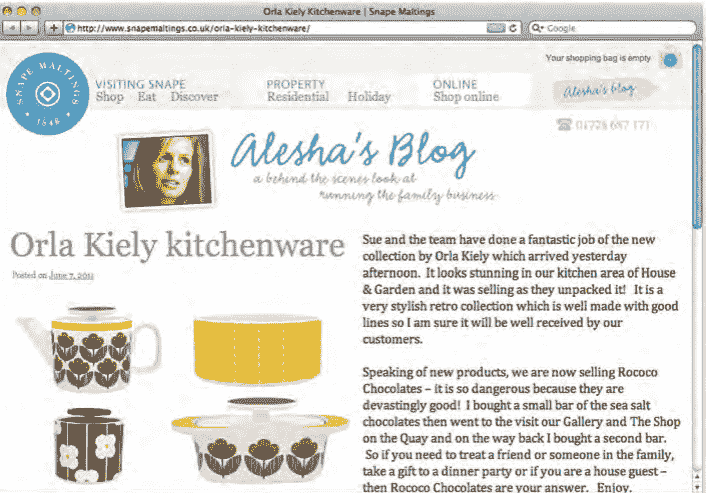 Orla Kiely Kitchenware | Snape Maltings
http://www.snapemaltings.co.uk/orla-kiely-kitchenware/
Google
Your shopping bag is empty
SNAPE MALTINGS
VISITING SNAPE
Shop Eat Discover
PROPERTY
Residential Holiday
ONLINE
Shop online
Alesha's blog
Alesha's Blog
a behind the scenes look at
running the family business
Orla Kiely kitchenware
Posted on June 7, 2011
Sue and the team have done a fantastic job of the new
collection by Orla Kiely which arrived yesterday
afternoon. It looks stunning in our kitchen area of House
& Garden and it was selling as they unpacked it! It is a
very stylish retro collection which is well made with good
lines so I am sure it will be well received by our
customers.
Speaking of new products, we are now selling Rococo
Chocolates – it is so dangerous because they are
devastingly good! I bought a small bar of the sea salt
chocolates then went to the visit our Gallery and The Shop
on the Quay and on the way back I bought a second bar.
So if you need to treat a friend or someone in the family,
take a gift to a dinner party or if you are a house guest –
then Rococo Chocolates are your answer. Enjoy.